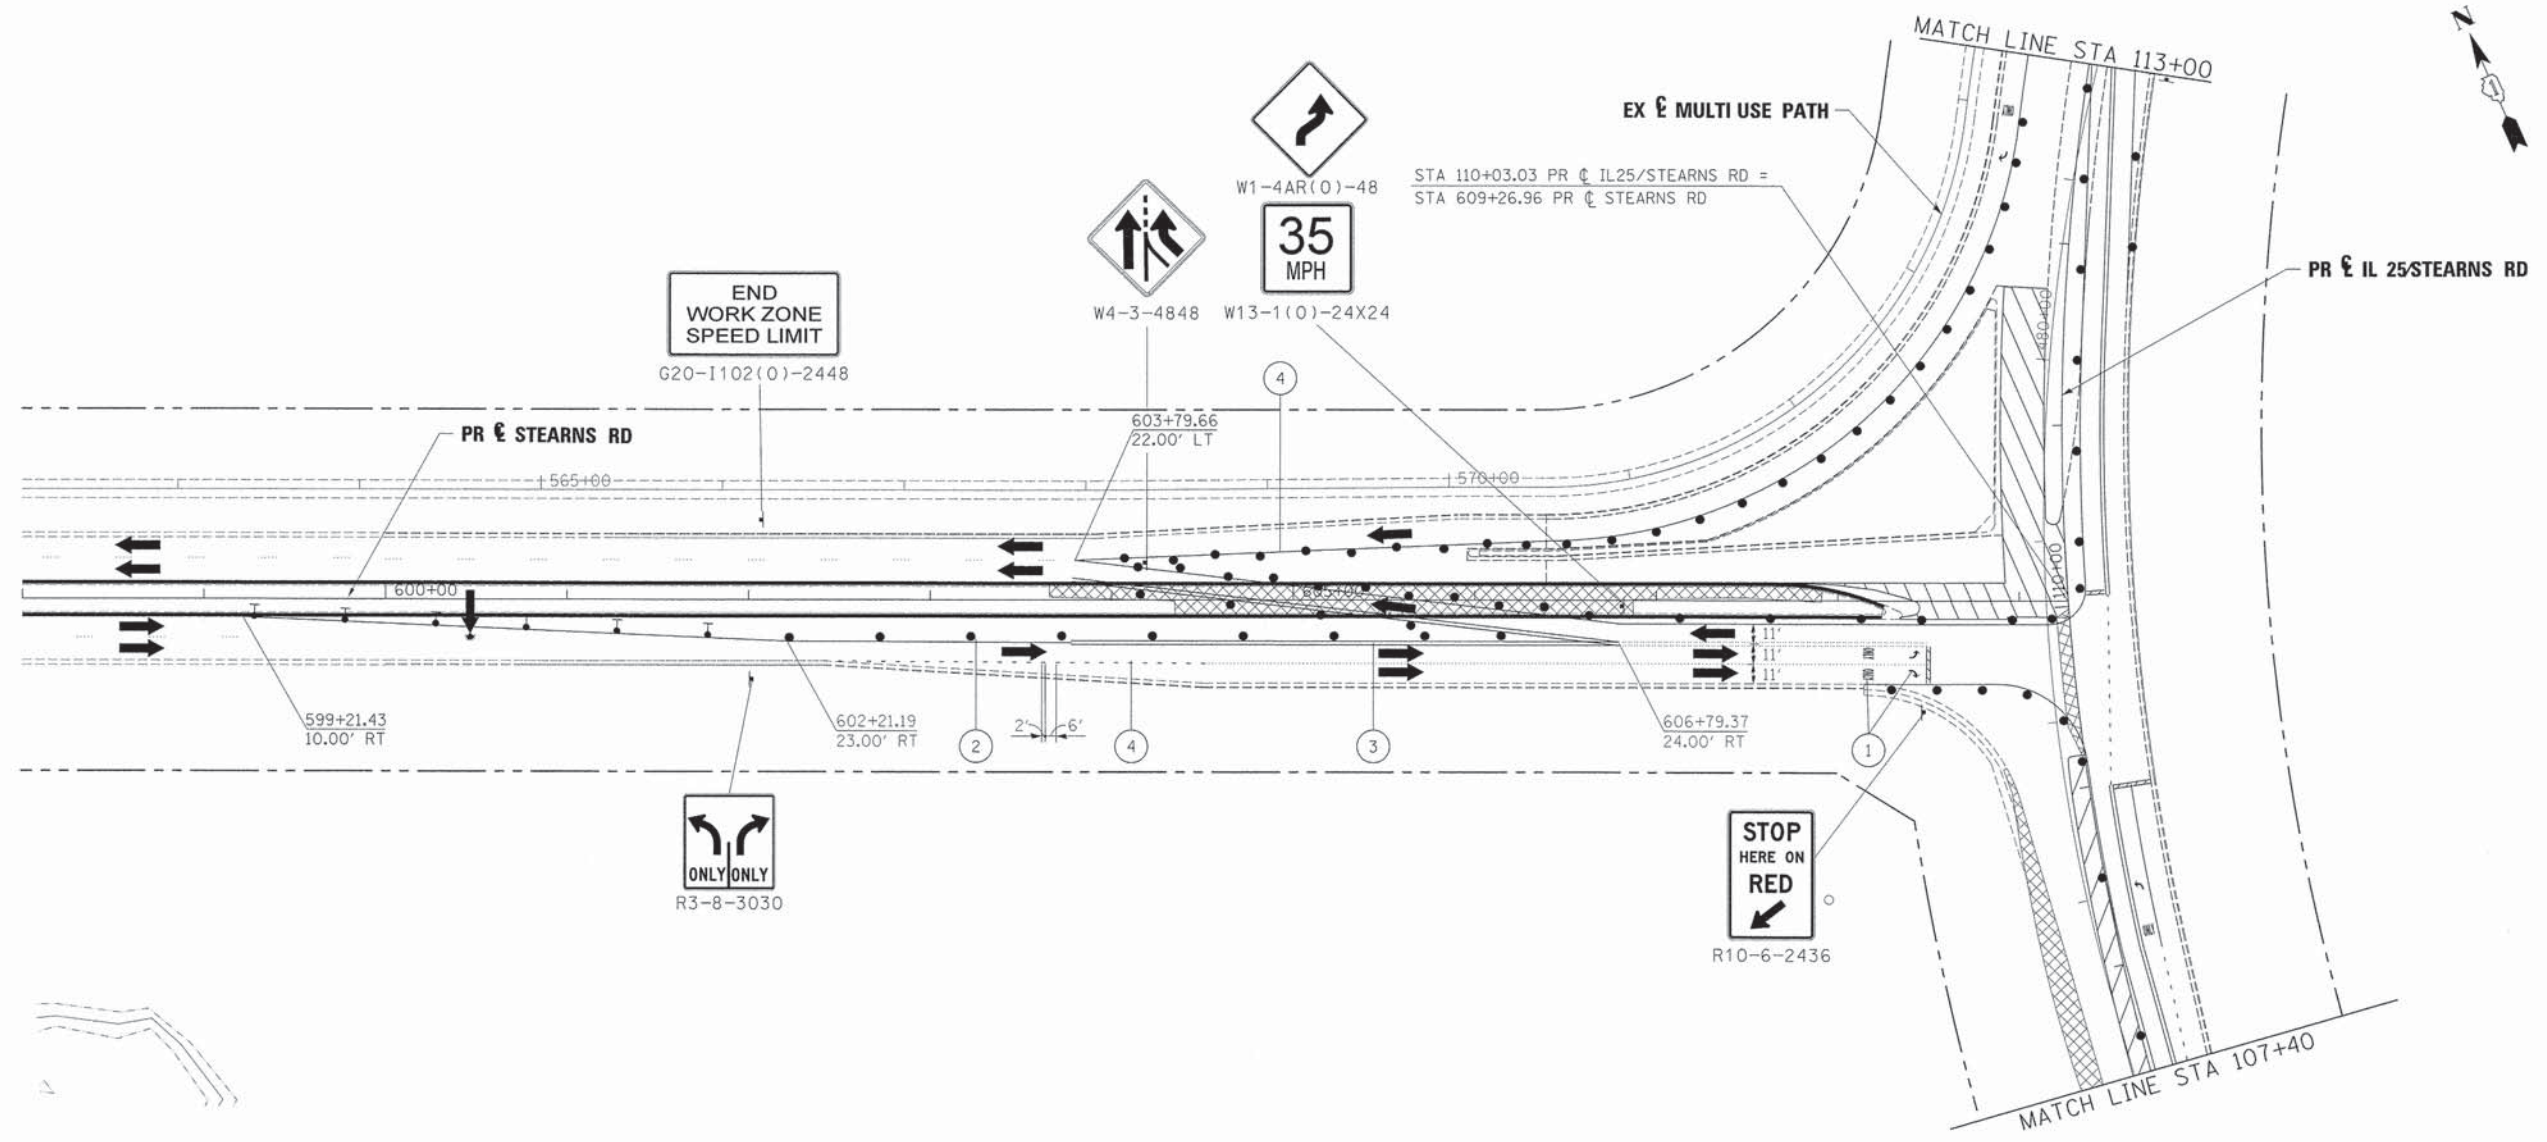 MATCH LINE STA 113+00
N
1
EX ℄ MULTI USE PATH
W1-4AR(O)-48
STA 110+03.03 PR ℄ IL25/STEARNS RD =
STA 609+26.96 PR ℄ STEARNS RD
35
MPH
W4-3-4848
W13-1(O)-24X24
END
WORK ZONE
SPEED LIMIT
G20-I102(O)-2448
PR ℄ IL 25/STEARNS RD
480+00
4
603+79.66
22.00' LT
PR ℄ STEARNS RD
565+00
570+00
600+00
605+00
110+00
11'
11'
11'
599+21.43
10.00' RT
602+21.19
23.00' RT
2
2'
6'
4
3
606+79.37
24.00' RT
1
ONLY ONLY
R3-8-3030
STOP
HERE ON
RED
R10-6-2436
ONLY
MATCH LINE STA 107+40